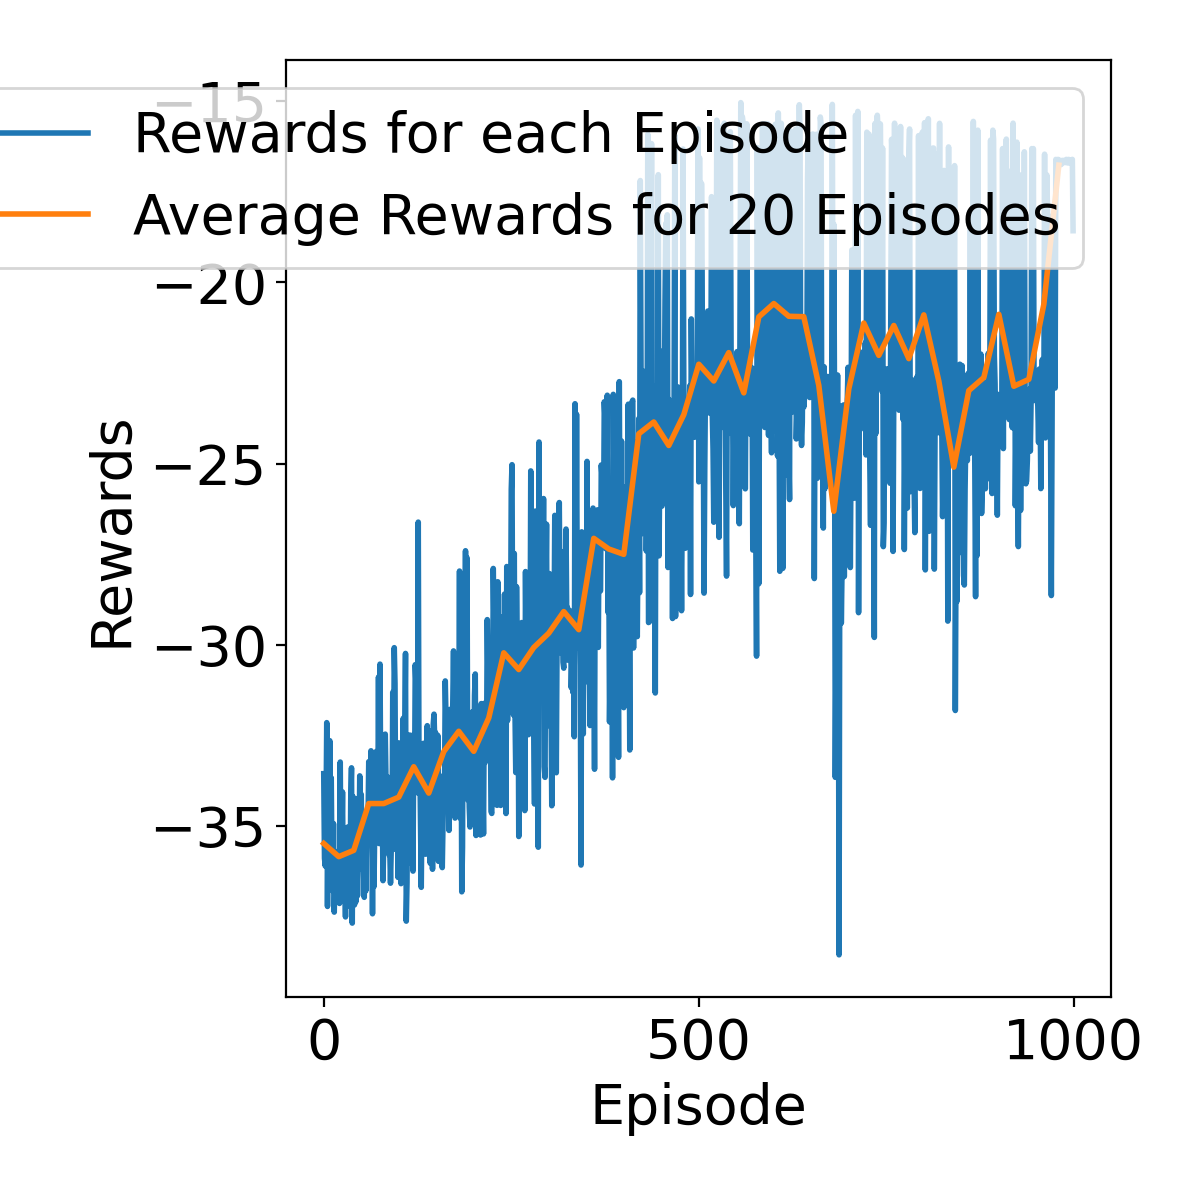 −15
Rewards for each Episode
Average Rewards for 20 Episodes
−20
−25
−30
−35
Rewards
0 500 1000
Episode